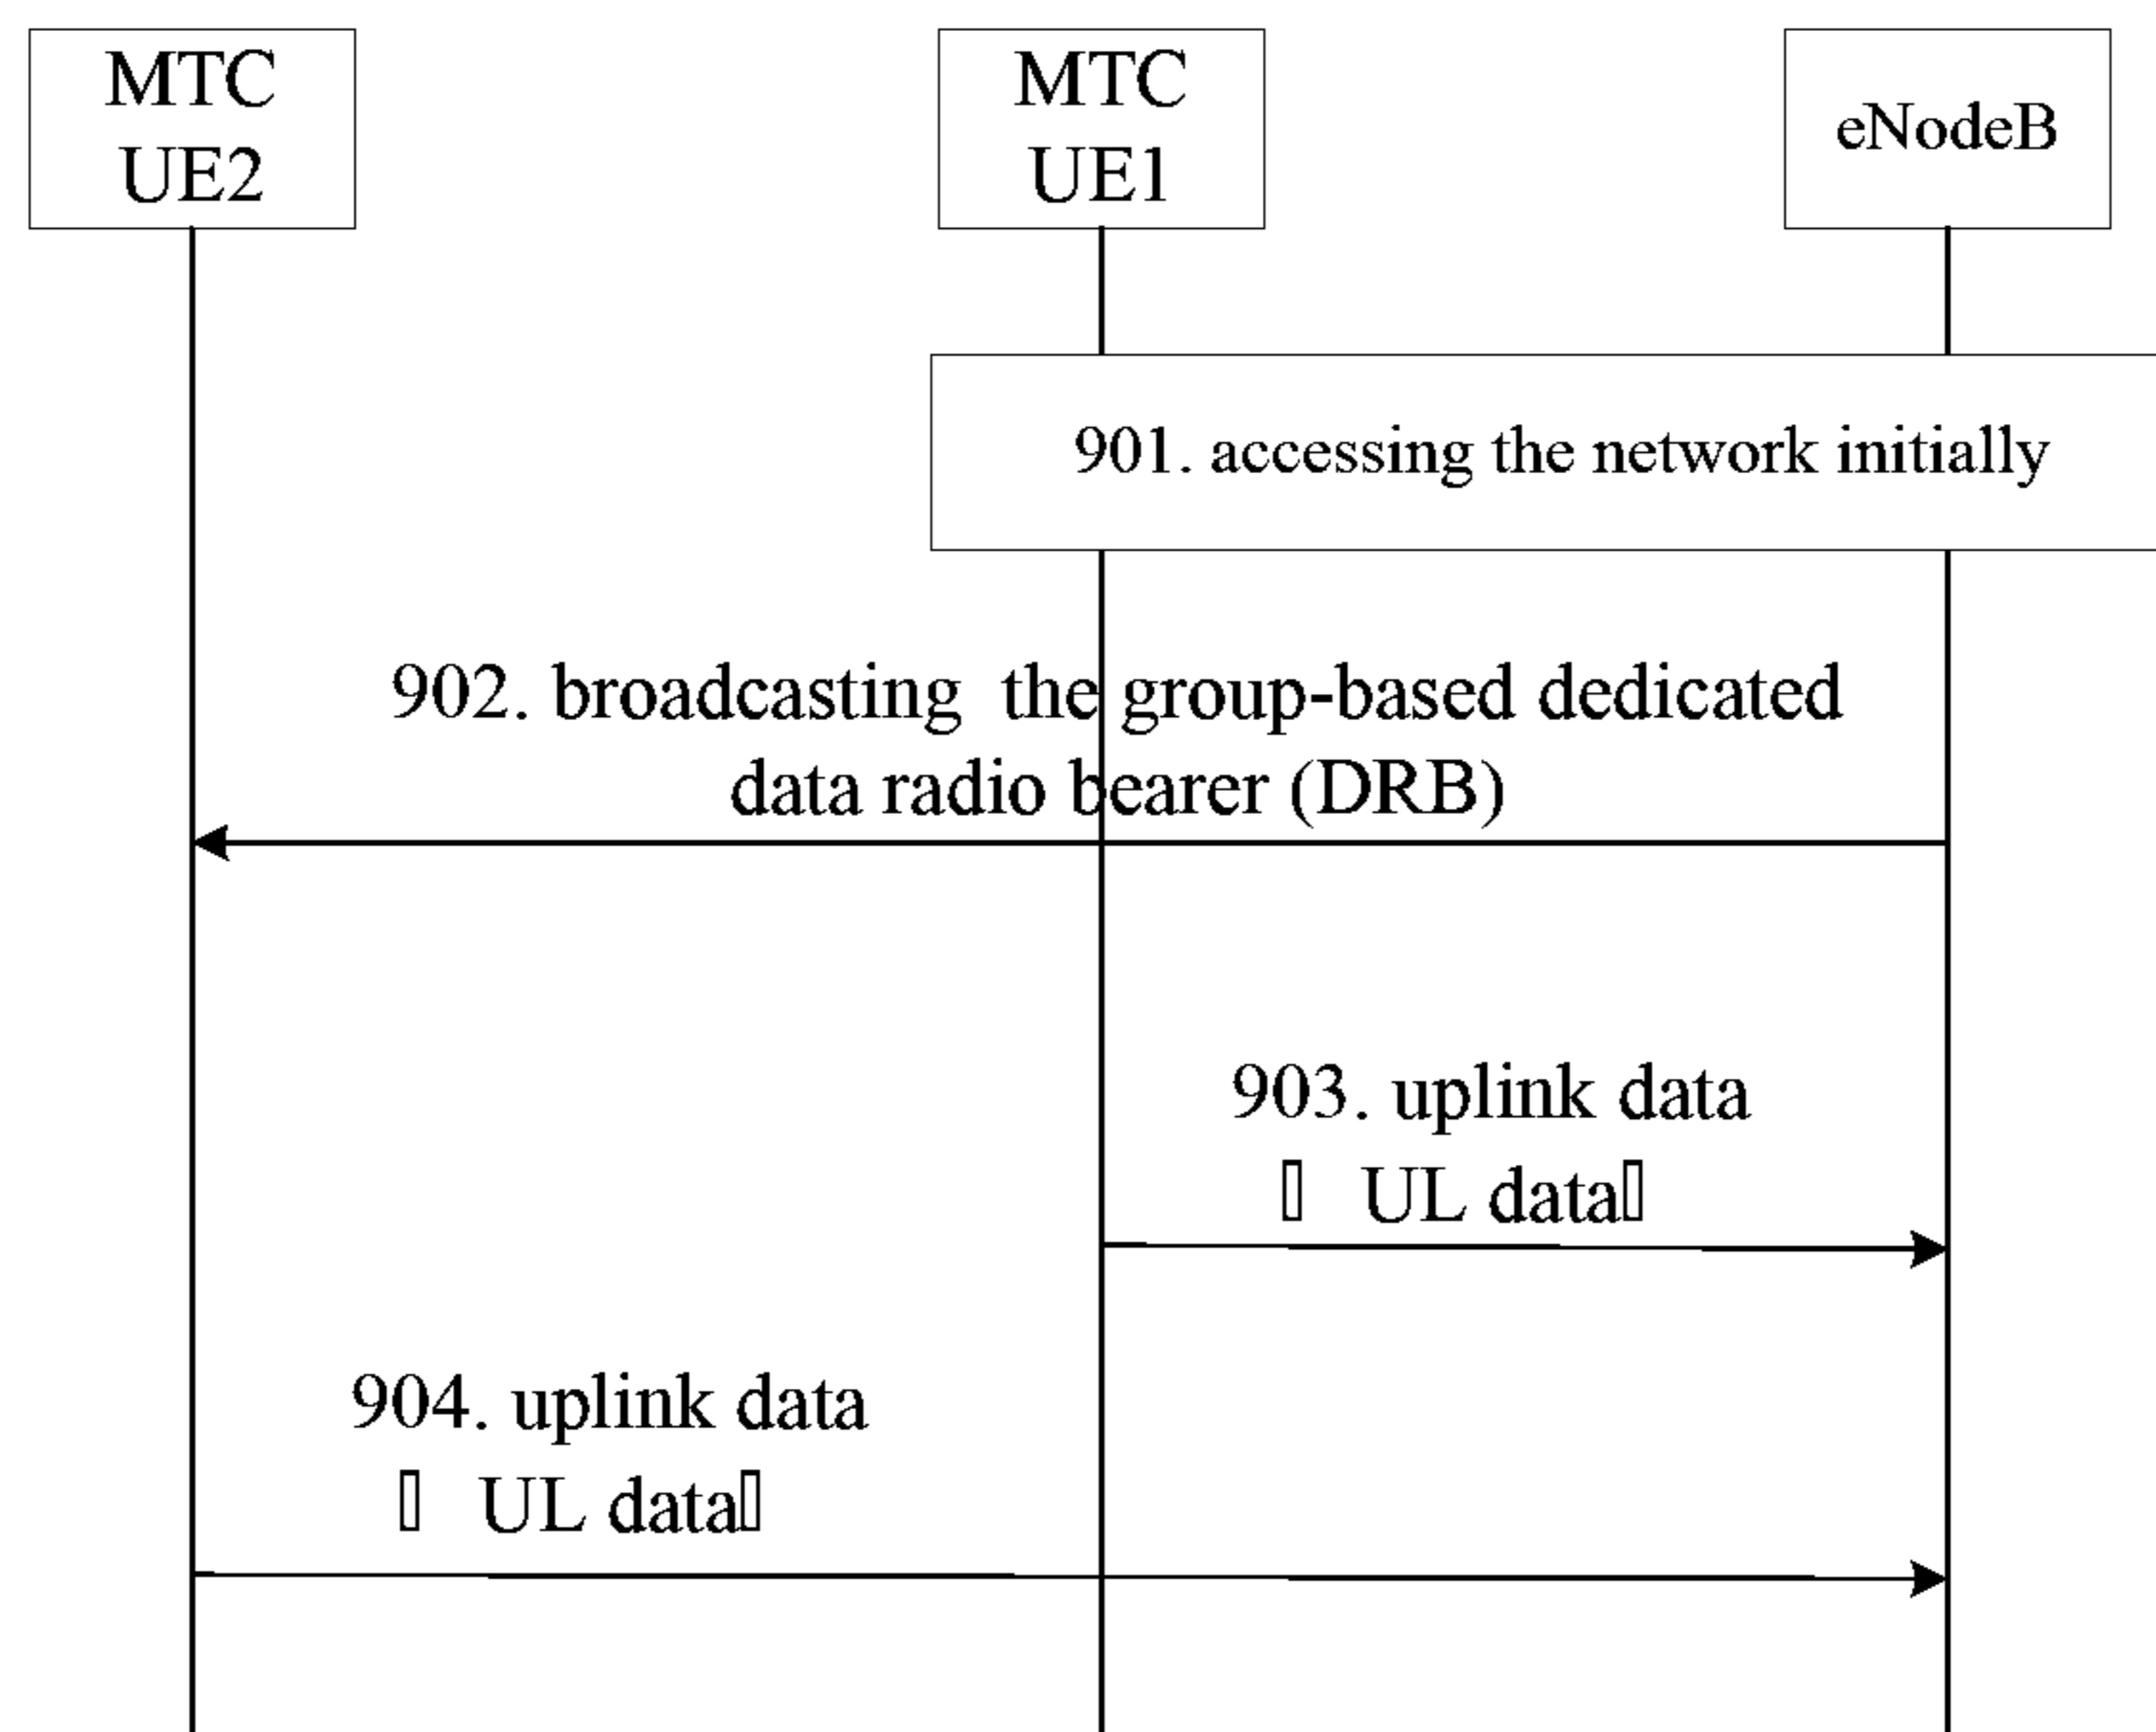 MTC
UE2
MTC
UE1
eNodeB
901. accessing the network initially
902. broadcasting the group-based dedicated
data radio bearer (DRB)
903. uplink data
▯ UL data▯
904. uplink data
▯ UL data▯